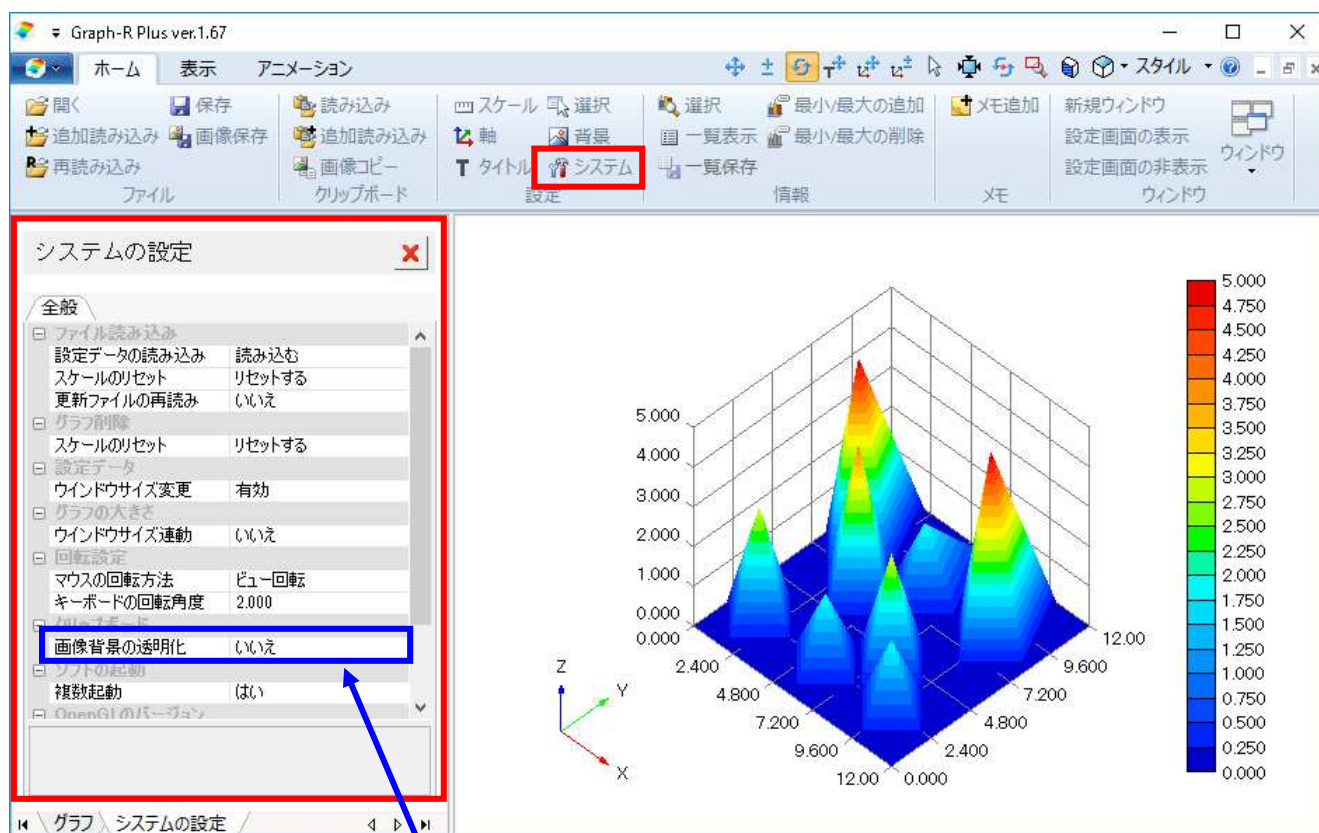 Graph-R Plus ver.1.67
ホーム 表示 アニメーション スタイル
開く 保存 読み込み スケール 選択 選択 最小/最大の追加 メモ追加 新規ウィンドウ
追加読み込み 画像保存 追加読み込み 軸 背景 一覧表示 最小/最大の削除 設定画面の表示
再読み込み 画像コピー T タイトル システム 一覧保存 設定画面の非表示
ウィンドウ
ファイル クリップボード 設定 情報 メモ ウィンドウ
システムの設定
全般
ファイル読み込み
設定データの読み込み 読み込む
スケールのリセット リセットする
更新ファイルの再読み いいえ
グラフ削除
スケールのリセット リセットする
設定データ
ウインドウサイズ変更 有効
グラフの大きさ
ウインドウサイズ連動 いいえ
回転設定
マウスの回転方法 ビュー回転
キーボードの回転角度 2.000
クリップボード
画像背景の透明化 いいえ
ソフトの起動
複数起動 はい
OpenGLのバージョン
グラフ システムの設定
5.000
4.000
3.000
2.000
1.000
0.000
0.000
2.400
4.800
7.200
9.600
12.00
0.000
2.400
4.800
7.200
9.600
12.00
Z
Y
X
5.000
4.750
4.500
4.250
4.000
3.750
3.500
3.250
3.000
2.750
2.500
2.250
2.000
1.750
1.500
1.250
1.000
0.750
0.500
0.250
0.000